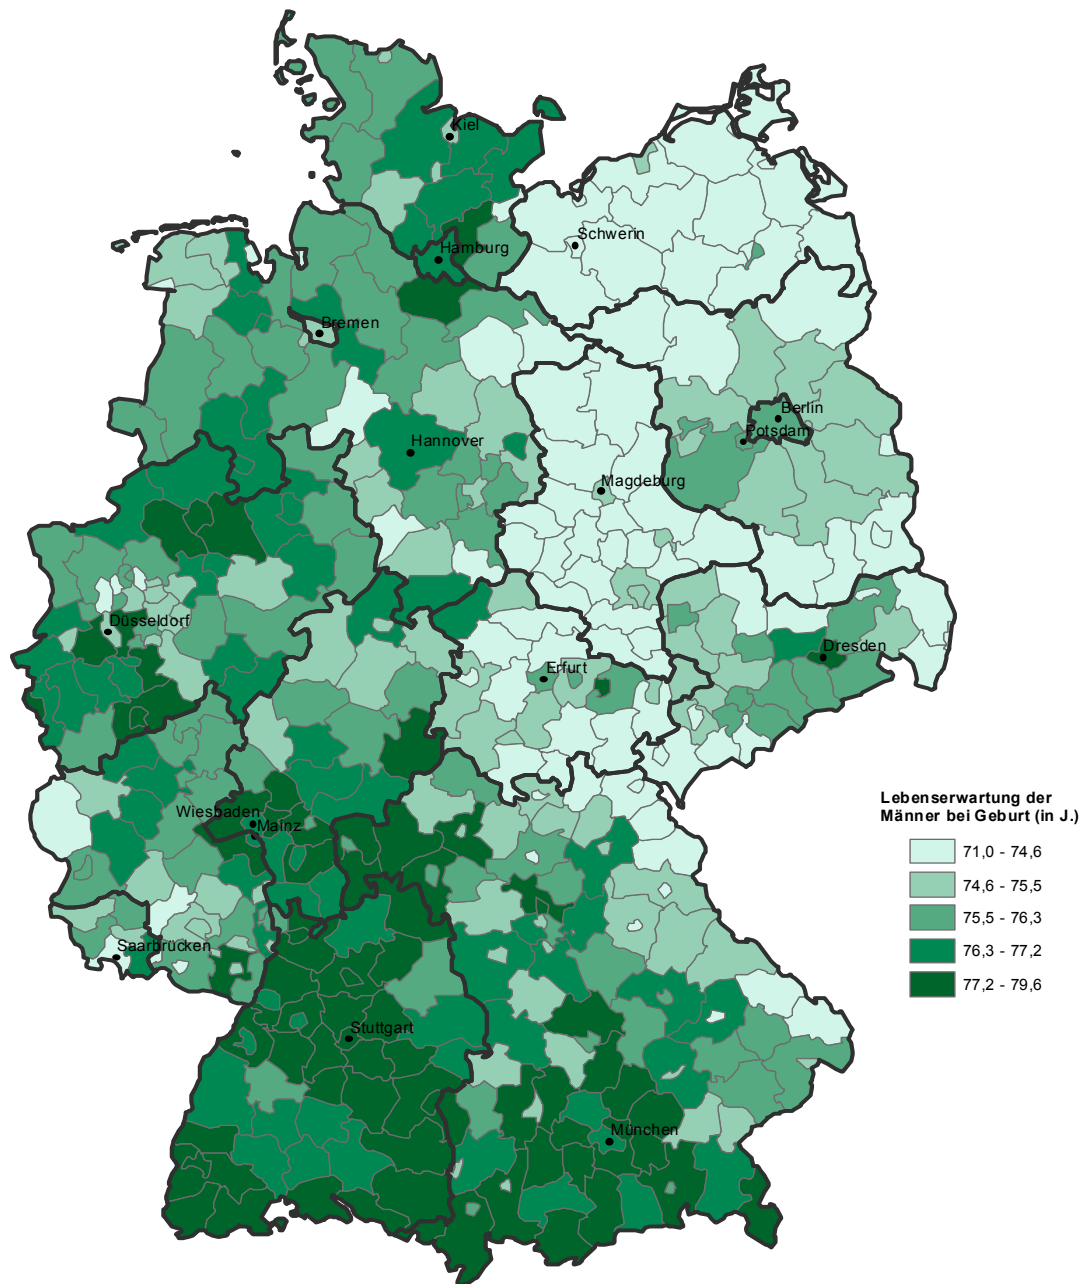 Kiel
Schwerin
Hamburg
Bremen
Berlin
Potsdam
Hannover
Magdeburg
Düsseldorf
Dresden
Erfurt
Wiesbaden
Mainz
Saarbrücken
Stuttgart
München
Lebenserwartung der
Männer bei Geburt (in J.)
71,0 - 74,6
74,6 - 75,5
75,5 - 76,3
76,3 - 77,2
77,2 - 79,6